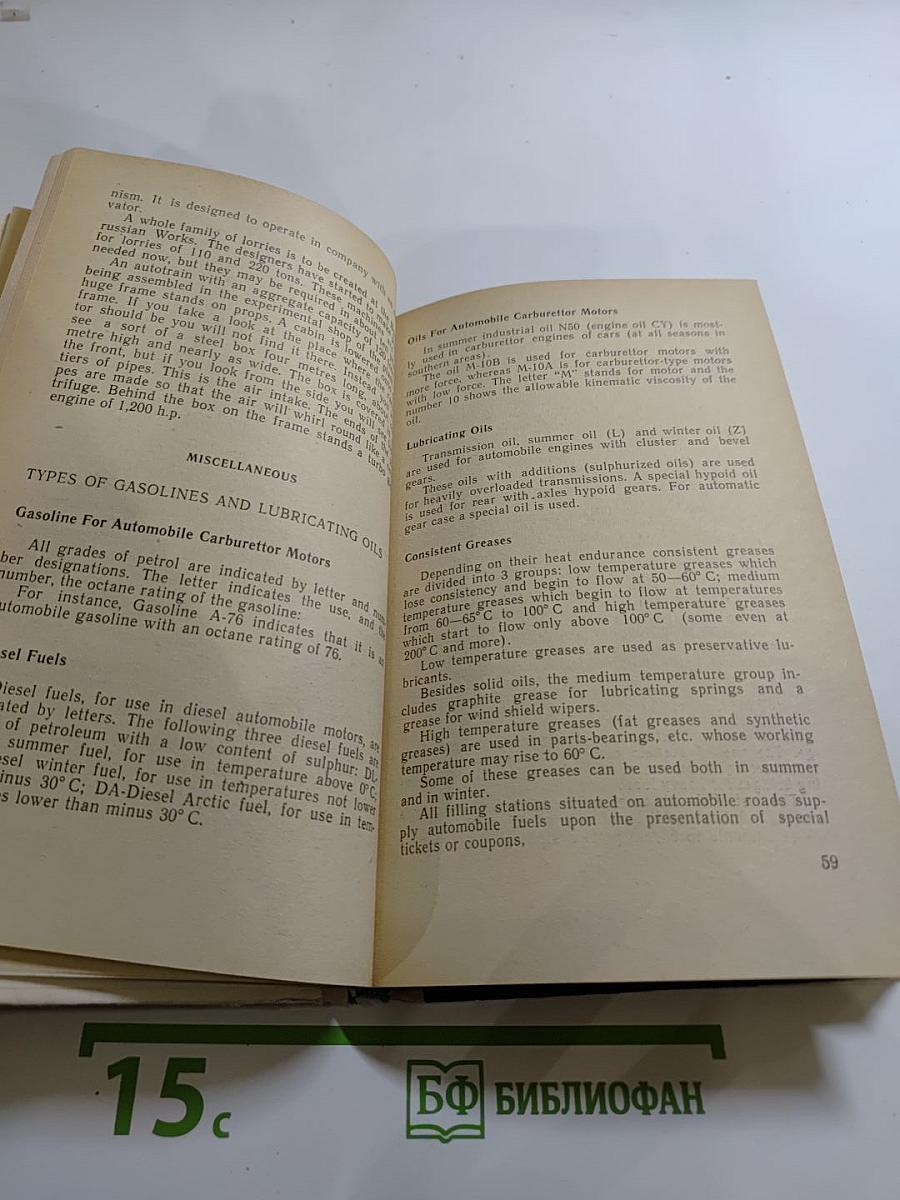 nism. It is designed to operate in company with
vator.
A whole family of lorries is to be created at the
russian Works. The designers have started to
for lorries of 110 and 220 tons. These machines
needed now, but they may be required in about
An autotrain with an aggregate capacity of 120
being assembled in the experimental shop of the
huge frame stands on props. A cabin is lowered
frame. If you take a look at the place where
tor should be you will not find it there. Instead you
see a sort of a steel box four metres long,
metre high and nearly as wide. The box is covered
the front, but if you look from the side you will see
tiers of pipes. This is the air intake. The ends of the
pes are made so that the air will whirl round like a
trifuge. Behind the box on the frame stands a turbo
engine of 1,200 h.p.
MISCELLANEOUS
TYPES OF GASOLINES AND LUBRICATING OILS
Gasoline For Automobile Carburettor Motors
All grades of petrol are indicated by letter and num-
ber designations. The letter indicates the use, and the
number, the octane rating of the gasoline:
For instance, Gasoline A-76 indicates that it is an
utomobile gasoline with an octane rating of 76.
sel Fuels
Diesel fuels, for use in diesel automobile motors, are
ated by letters. The following three diesel fuels are
of petroleum with a low content of sulphur: DL-
summer fuel, for use in temperature above 0°C;
esel winter fuel, for use in temperatures not lower
inus 30°C; DA-Diesel Arctic fuel, for use in tem-
s lower than minus 30°C.
Oils For Automobile Carburettor Motors
In summer industrial oil N50 (engine oil CY) is most-
ly used in carburettor engines of cars (at all seasons in
southern areas).
The oil M-10B is used for carburettor motors with
more force, whereas M-10A is for carburettor-type motors
with low force. The letter "M" stands for motor and the
number 10 shows the allowable kinematic viscosity of the
oil.
Lubricating Oils
Transmission oil, summer oil (L) and winter oil (Z)
are used for automobile engines with cluster and bevel
gears.
These oils with additions (sulphurized oils) are used
for heavily overloaded transmissions. A special hypoid oil
is used for rear with axles hypoid gears. For automatic
gear case a special oil is used.
Consistent Greases
Depending on their heat endurance consistent greases
are divided into 3 groups: low temperature greases which
lose consistency and begin to flow at 50—60°C; medium
temperature greases which begin to flow at temperatures
from 60—65°C to 100°C and high temperature greases
which start to flow only above 100°C (some even at
200°C and more).
Low temperature greases are used as preservative lu-
bricants.
Besides solid oils, the medium temperature group in-
cludes graphite grease for lubricating springs and a
grease for wind shield wipers.
High temperature greases (fat greases and synthetic
greases) are used in parts-bearings, etc. whose working
temperature may rise to 60°C.
Some of these greases can be used both in summer
and in winter.
All filling stations situated on automobile roads sup-
ply automobile fuels upon the presentation of special
tickets or coupons,
59
15 с
БФ БИБЛИОФАН